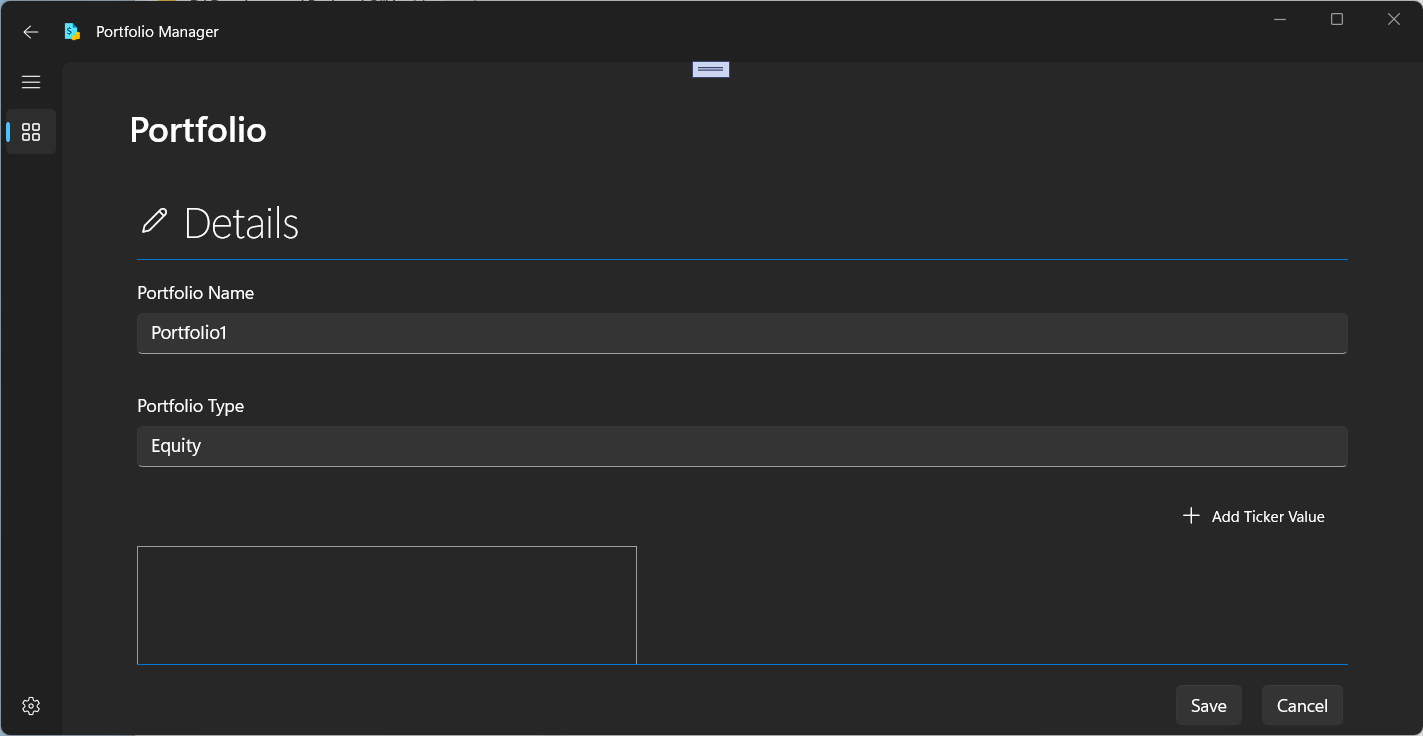 Portfolio Manager
Portfolio
Details
Portfolio Name
Portfolio1
Portfolio Type
Equity
Add Ticker Value
Save
Cancel